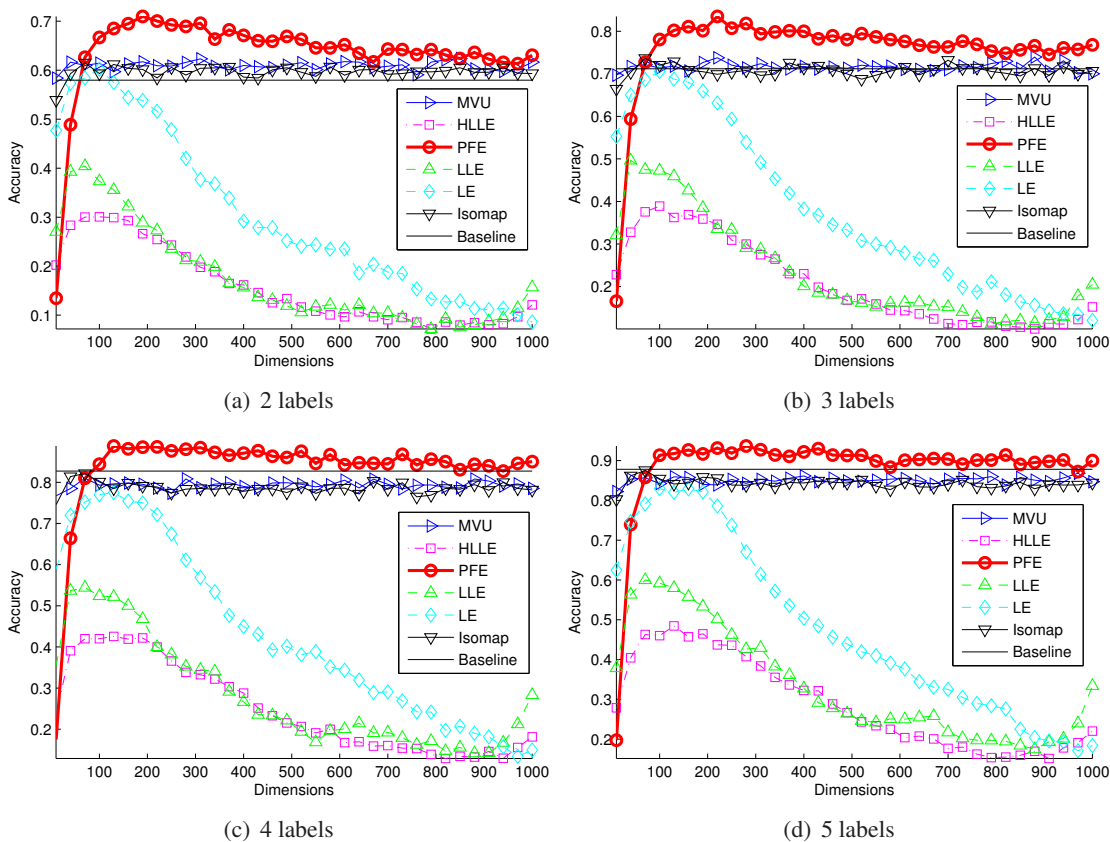 0.7
0.6
0.5
0.4
0.3
0.2
0.1
Accuracy
MVU
HLLE
PFE
LLE
LE
Isomap
Baseline
100 200 300 400 500 600 700 800 900 1000
Dimensions
(a) 2 labels
0.8
0.7
0.6
0.5
0.4
0.3
0.2
Accuracy
MVU
HLLE
PFE
LLE
LE
Isomap
Baseline
100 200 300 400 500 600 700 800 900 1000
Dimensions
(b) 3 labels
0.8
0.7
0.6
0.5
0.4
0.3
0.2
Accuracy
MVU
HLLE
PFE
LLE
LE
Isomap
Baseline
100 200 300 400 500 600 700 800 900 1000
Dimensions
(c) 4 labels
0.9
0.8
0.7
0.6
0.5
0.4
0.3
0.2
Accuracy
MVU
HLLE
PFE
LLE
LE
Isomap
Baseline
100 200 300 400 500 600 700 800 900 1000
Dimensions
(d) 5 labels